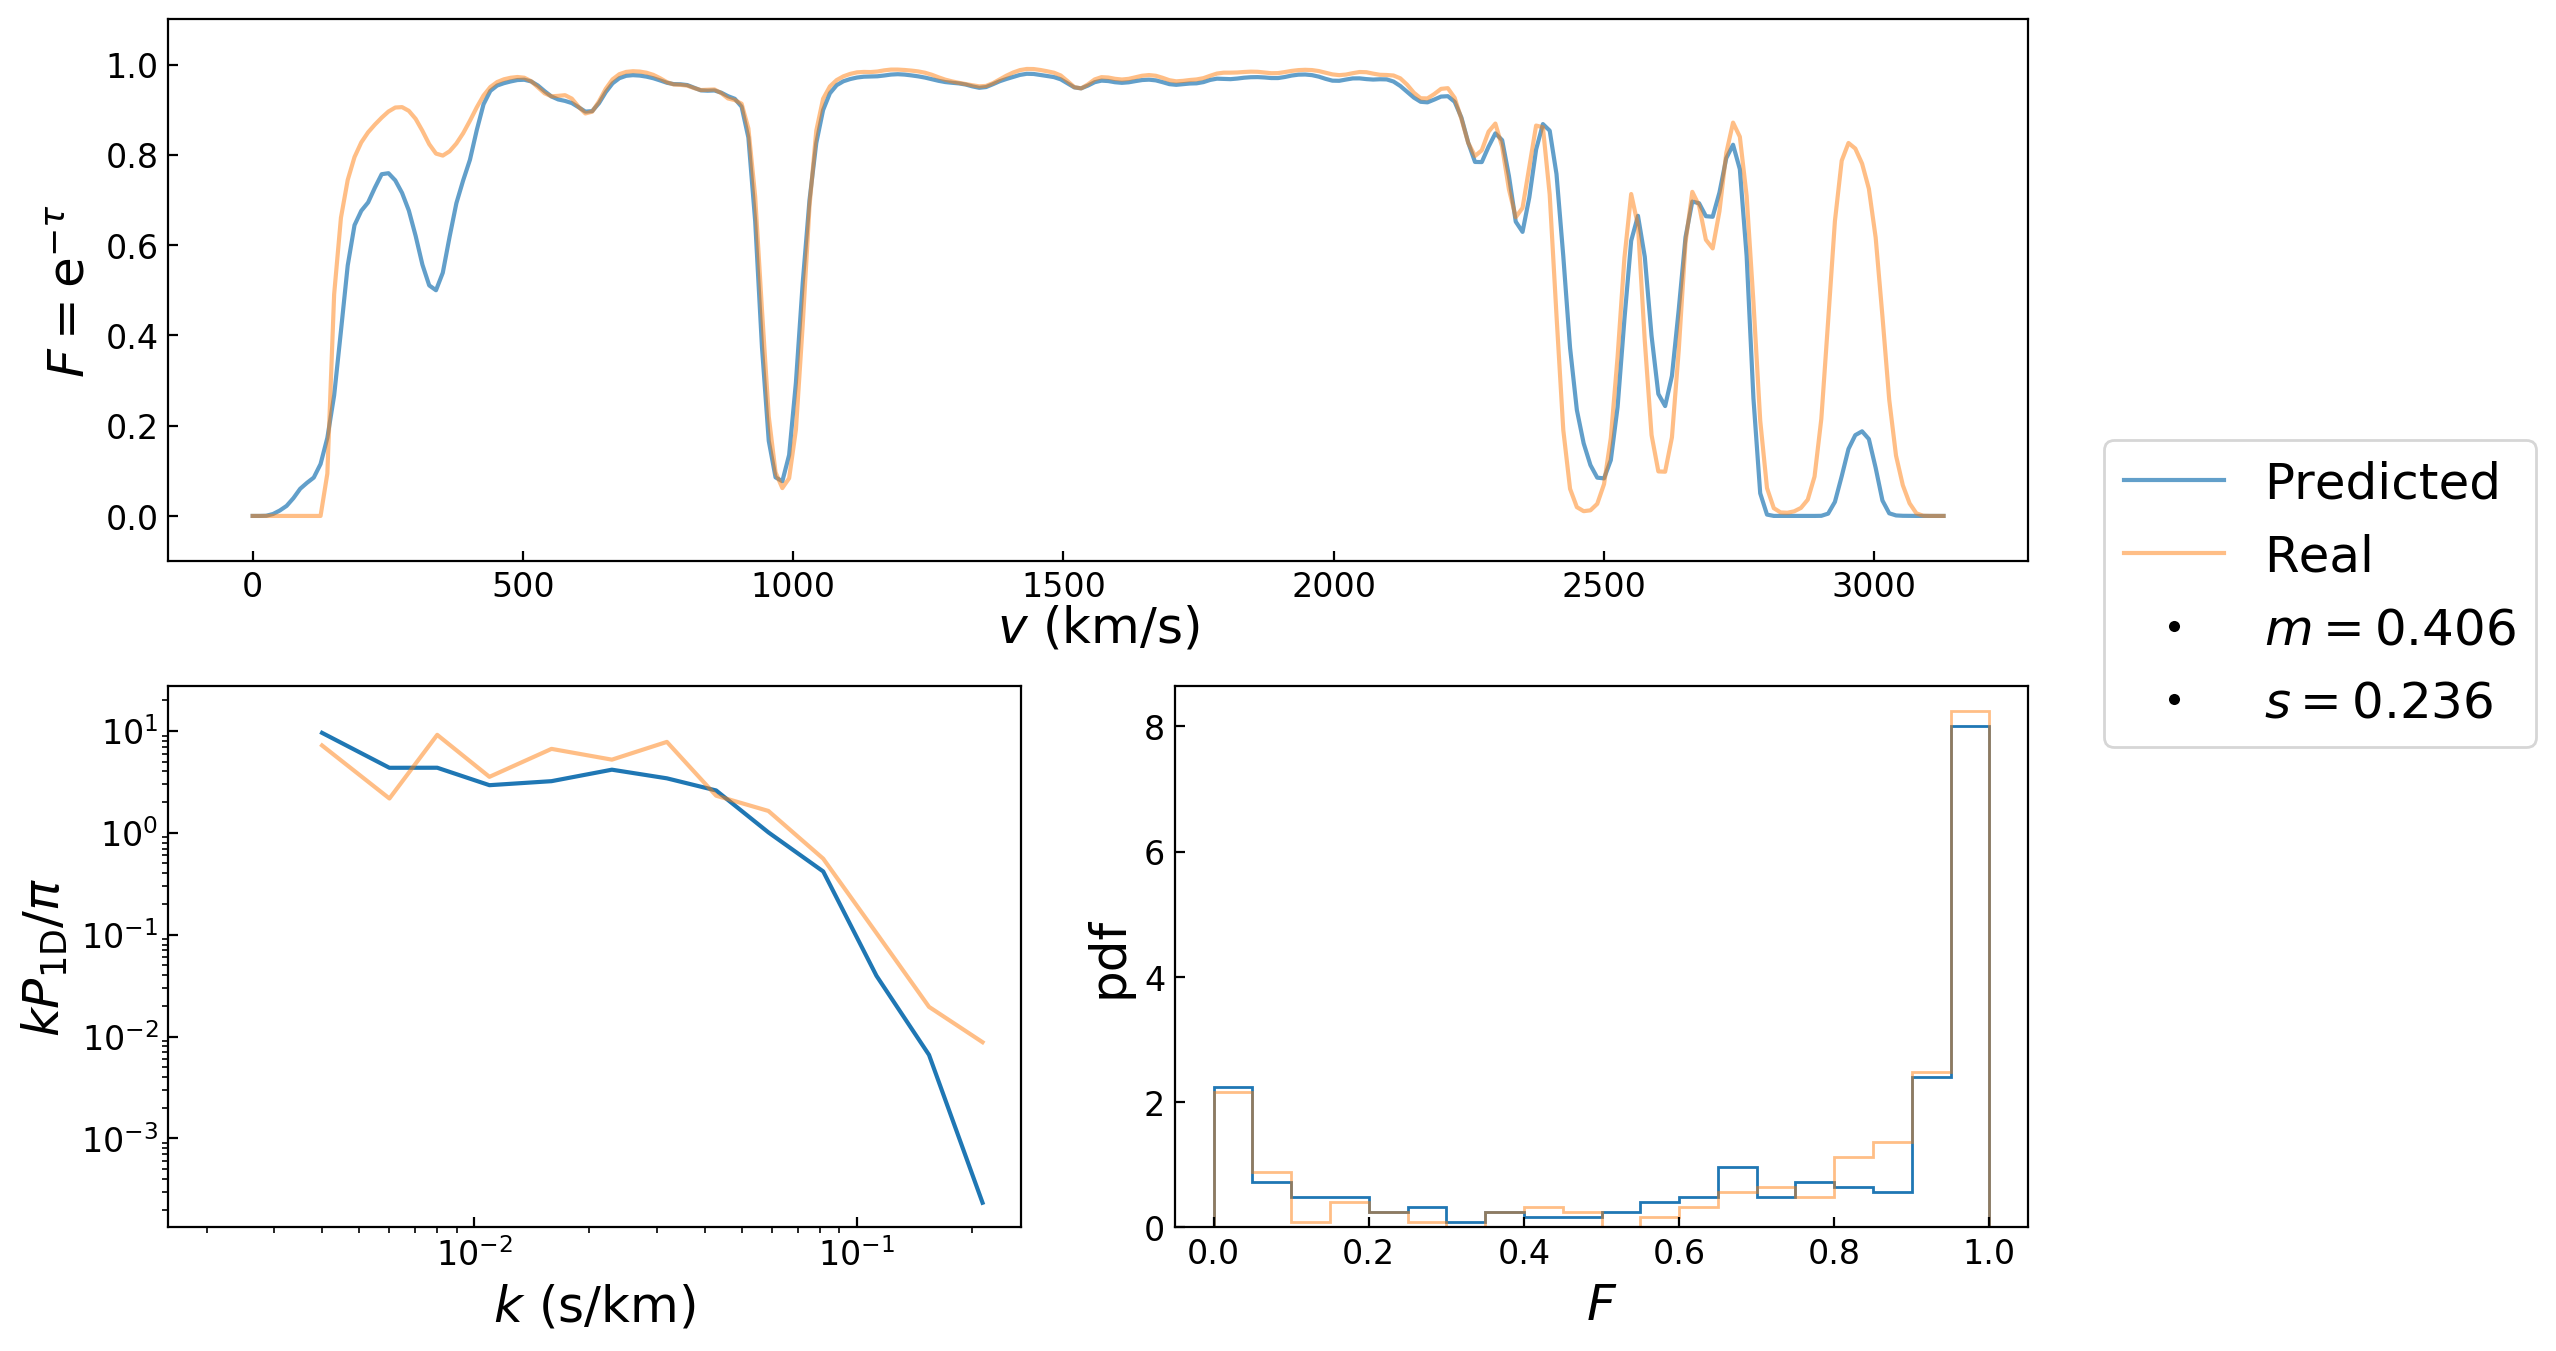 1.0
0.8
0.6
0.4
0.2
0.0
F = e^{−τ}
0 500 1000 1500 2000 2500 3000
v (km/s)
Predicted
Real
m = 0.406
s = 0.236
10^1
10^0
10^{−1}
10^{−2}
10^{−3}
kP_{1D}/π
10^{−2} 10^{−1}
k (s/km)
8
6
4
2
0
pdf
0.0 0.2 0.4 0.6 0.8 1.0
F